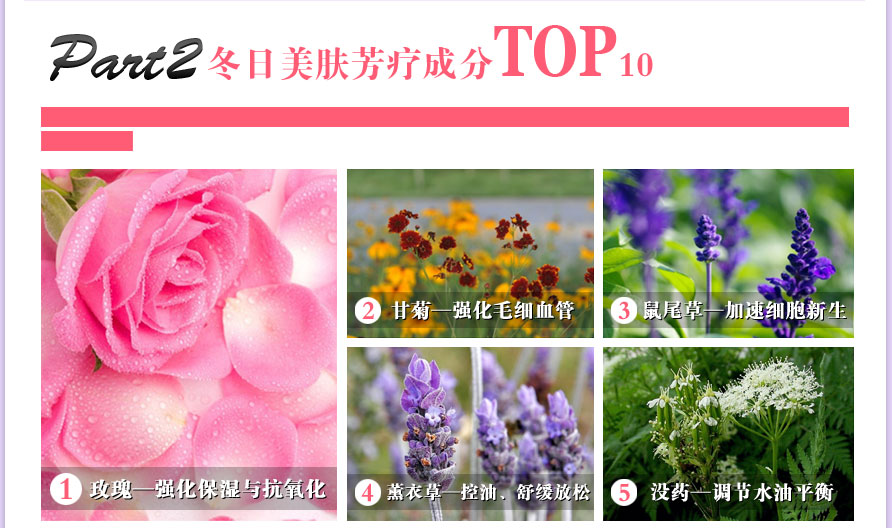 Part2 冬日美肤芳疗成分TOP10
1 玫瑰—强化保湿与抗氧化
2 甘菊—强化毛细血管
3 鼠尾草—加速细胞新生
4 薰衣草—控油、舒缓放松
5 没药—调节水油平衡